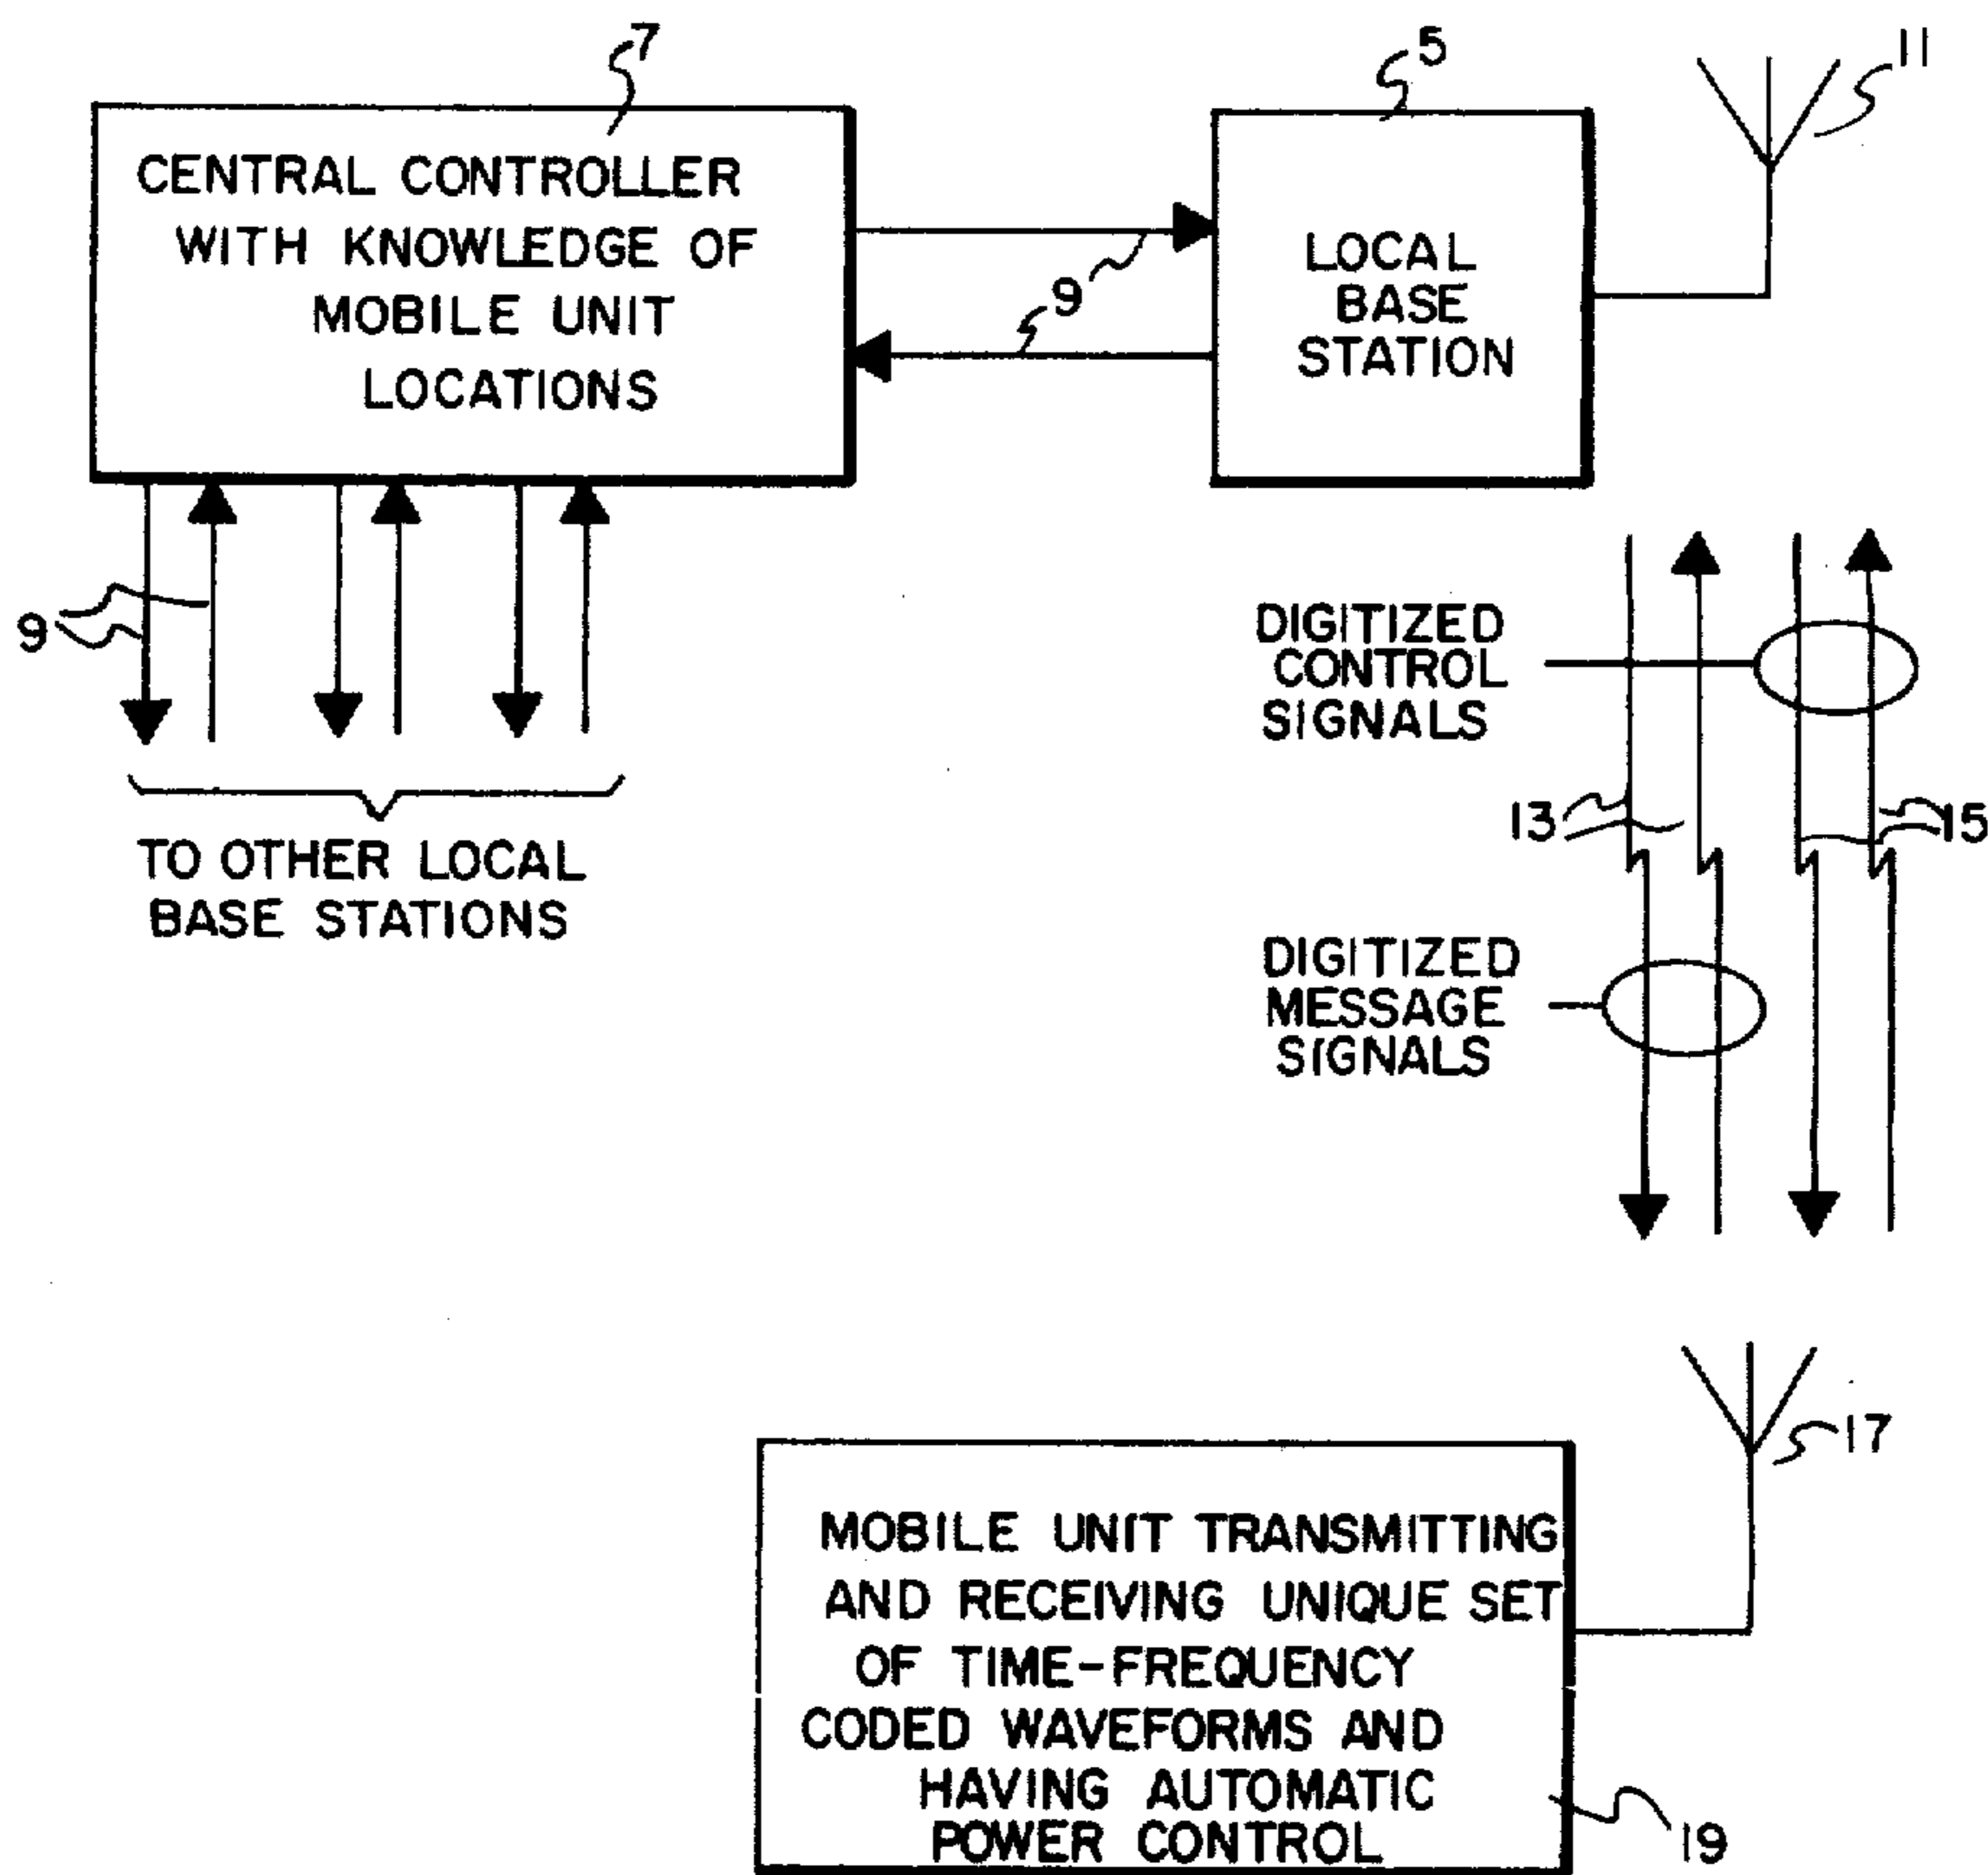 7
5
11
CENTRAL CONTROLLER
WITH KNOWLEDGE OF
MOBILE UNIT
LOCATIONS
9
LOCAL
BASE
STATION
9
TO OTHER LOCAL
BASE STATIONS
DIGITIZED
CONTROL
SIGNALS
13
15
DIGITIZED
MESSAGE
SIGNALS
17
MOBILE UNIT TRANSMITTING
AND RECEIVING UNIQUE SET
OF TIME-FREQUENCY
CODED WAVEFORMS AND
HAVING AUTOMATIC
POWER CONTROL
19